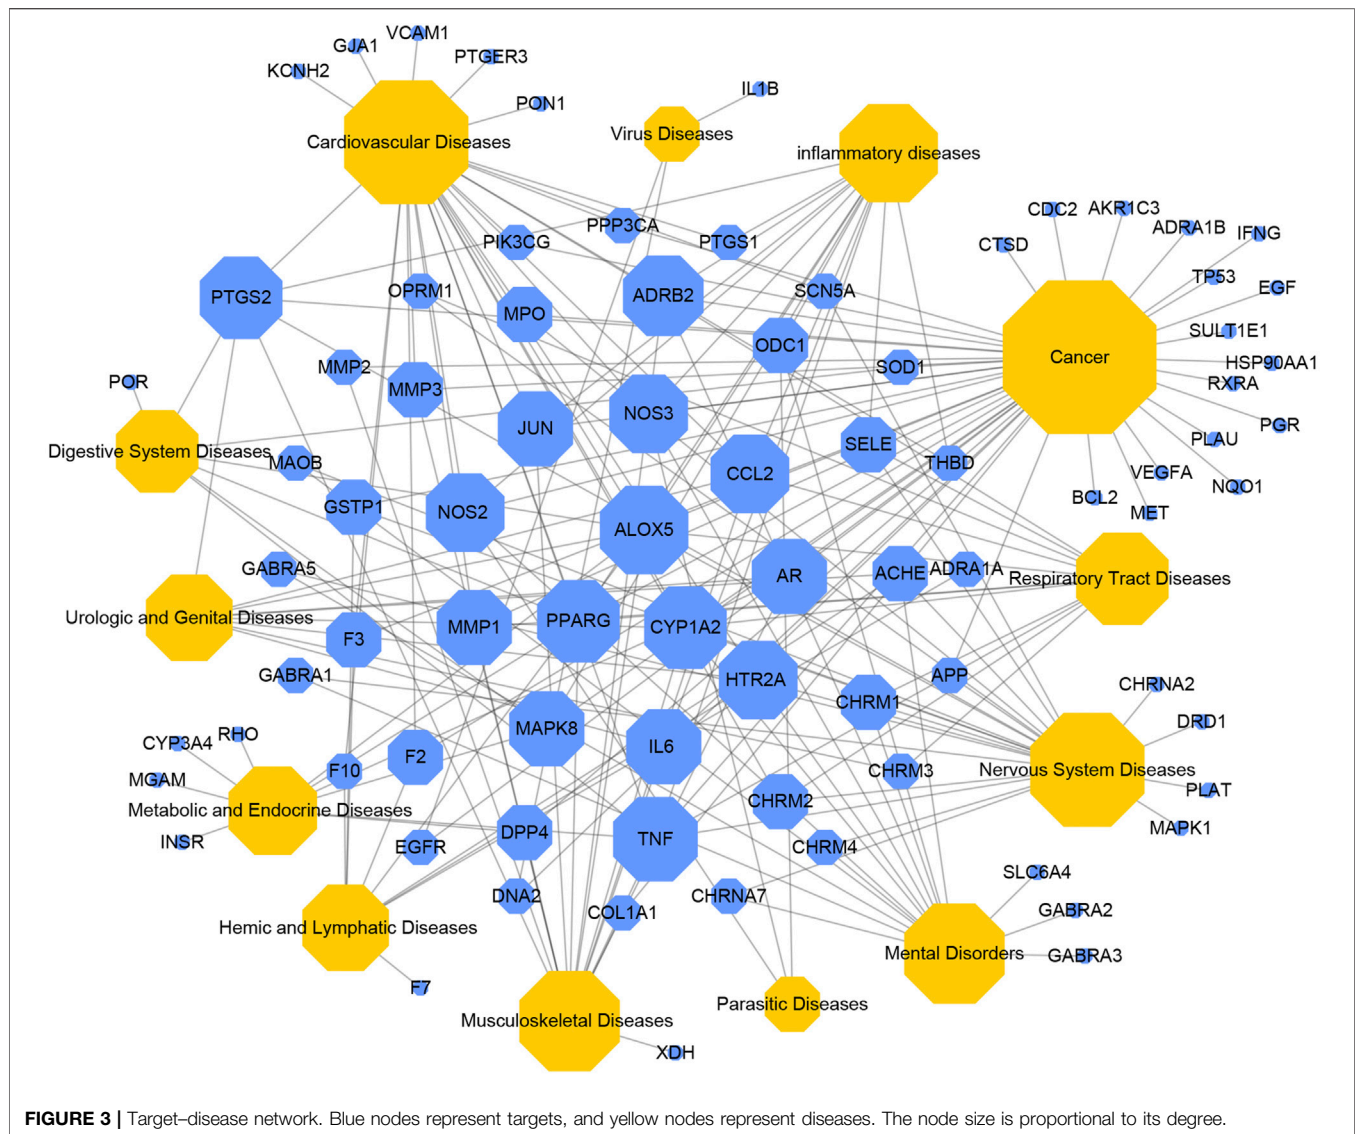 VCAM1
GJA1
PTGER3
KCNH2
IL1B
PON1
Virus Diseases
Cardiovascular Diseases
inflammatory diseases
CDC2
AKR1C3
ADRA1B
IFNG
CTSD
PPP3CA
PIK3CG
PTGS1
TP53
EGF
OPRM1
SCN5A
PTGS2
ADRB2
MPO
SULT1E1
ODC1
Cancer
HSP90AA1
MMP2
SOD1
RXRA
POR
MMP3
NOS3
PGR
JUN
PLAU
SELE
Digestive System Diseases
MAOB
THBD
CCL2
VEGFA
NQO1
BCL2
GSTP1
NOS2
MET
ALOX5
GABRA5
AR
ACHE
ADRA1A
Respiratory Tract Diseases
Urologic and Genital Diseases
F3
MMP1
PPARG
CYP1A2
GABRA1
HTR2A
APP
CHRNA2
CHRM1
DRD1
RHO
CYP3A4
MAPK8
IL6
F10
F2
CHRM3
Nervous System Diseases
MGAM
PLAT
Metabolic and Endocrine Diseases
CHRM2
MAPK1
INSR
EGFR
DPP4
TNF
CHRM4
SLC6A4
DNA2
COL1A1
CHRNA7
GABRA2
Hemic and Lymphatic Diseases
Mental Disorders
GABRA3
F7
Parasitic Diseases
Musculoskeletal Diseases
XDH
FIGURE 3 | Target–disease network. Blue nodes represent targets, and yellow nodes represent diseases. The node size is proportional to its degree.